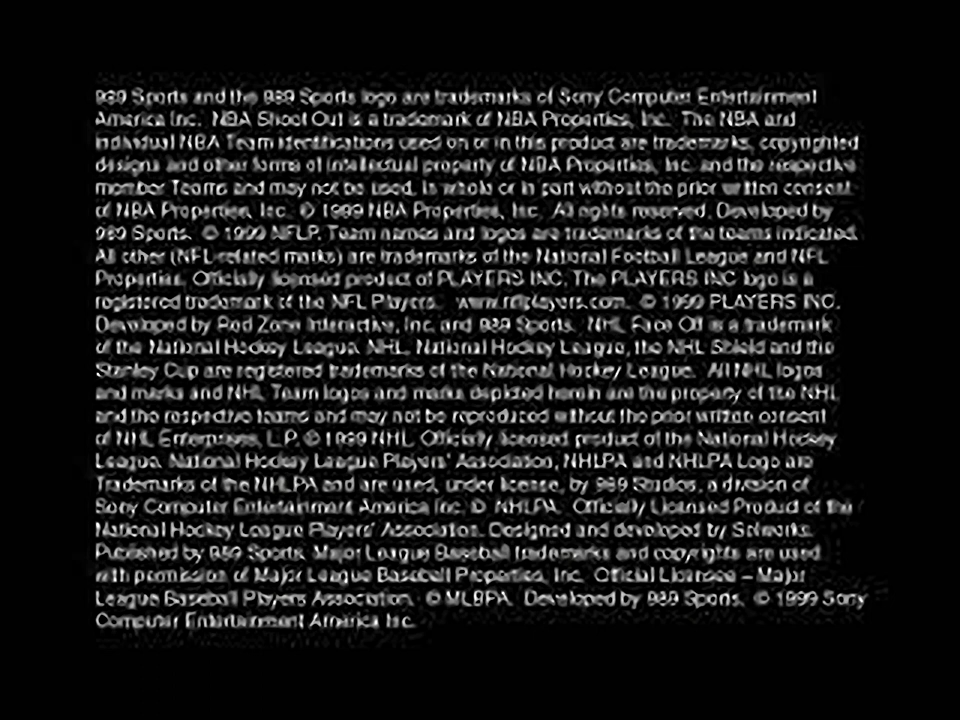 989 Sports and the 989 Sports logo are trademarks of Sony Computer Entertainment
America Inc. NBA Shoot Out is a trademark of NBA Properties, Inc. The NBA and
individual NBA Team identifications used on or in this product are trademarks, copyrighted
designs and other forms of intellectual property of NBA Properties, Inc. and the respective
member Teams and may not be used, in whole or in part without the prior written consent
of NBA Properties, Inc. © 1999 NBA Properties, Inc. All rights reserved. Developed by
989 Sports. © 1999 NFLP. Team names and logos are trademarks of the teams indicated.
All other (NFL-related marks) are trademarks of the National Football League and NFL
Properties. Officially licensed product of PLAYERS INC. The PLAYERS INC logo is a
registered trademark of the NFL Players. www.nflplayers.com. © 1999 PLAYERS INC.
Developed by Red Zone Interactive, Inc. and 989 Sports. NHL Face Off is a trademark
of the National Hockey League. NHL, National Hockey League, the NHL Shield and the
Stanley Cup are registered trademarks of the National Hockey League. All NHL logos
and marks and NHL Team logos and marks depicted herein are the property of the NHL
and the respective teams and may not be reproduced without the prior written consent
of NHL Enterprises, L.P. © 1999 NHL. Officially licensed product of the National Hockey
League. National Hockey League Players' Association, NHLPA and NHLPA Logo are
Trademarks of the NHLPA and are used, under license, by 989 Studios, a division of
Sony Computer Entertainment America Inc. © NHLPA. Officially Licensed Product of the
National Hockey League Players' Association. Designed and developed by Solworks.
Published by 989 Sports. Major League Baseball trademarks and copyrights are used
with permission of Major League Baseball Properties, Inc. Official Licensee – Major
League Baseball Players Association. © MLBPA. Developed by 989 Sports. © 1999 Sony
Computer Entertainment America Inc.